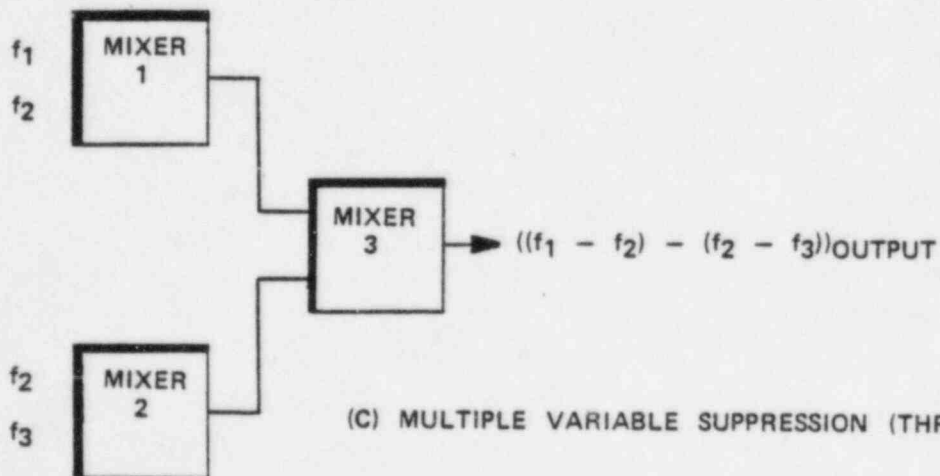 f1
f2
MIXER
1
MIXER
3
((f1 - f2) - (f2 - f3))OUTPUT
f2
f3
MIXER
2
(C) MULTIPLE VARIABLE SUPPRESSION